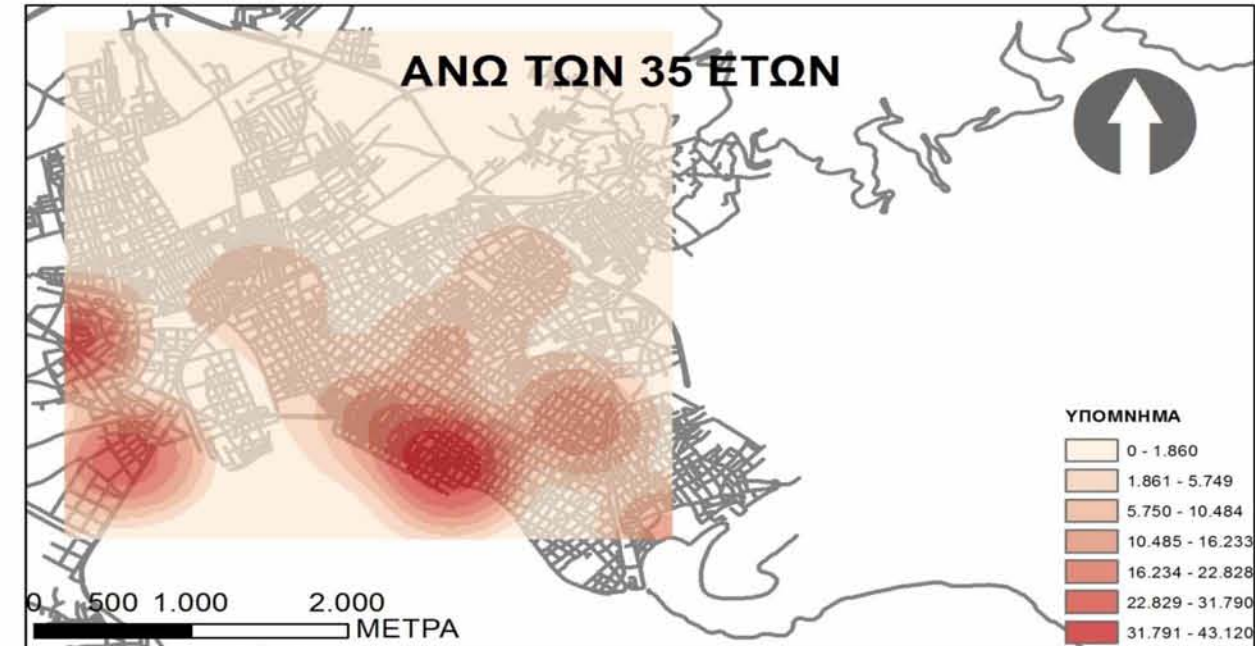 ΑΝΩ ΤΩΝ 35 ΕΤΩΝ
ΥΠΟΜΝΗΜΑ
0 - 1.860
1.861 - 5.749
5.750 - 10.484
10.485 - 16.233
16.234 - 22.828
22.829 - 31.790
31.791 - 43.120
0 500 1.000 2.000
ΜΕΤΡΑ